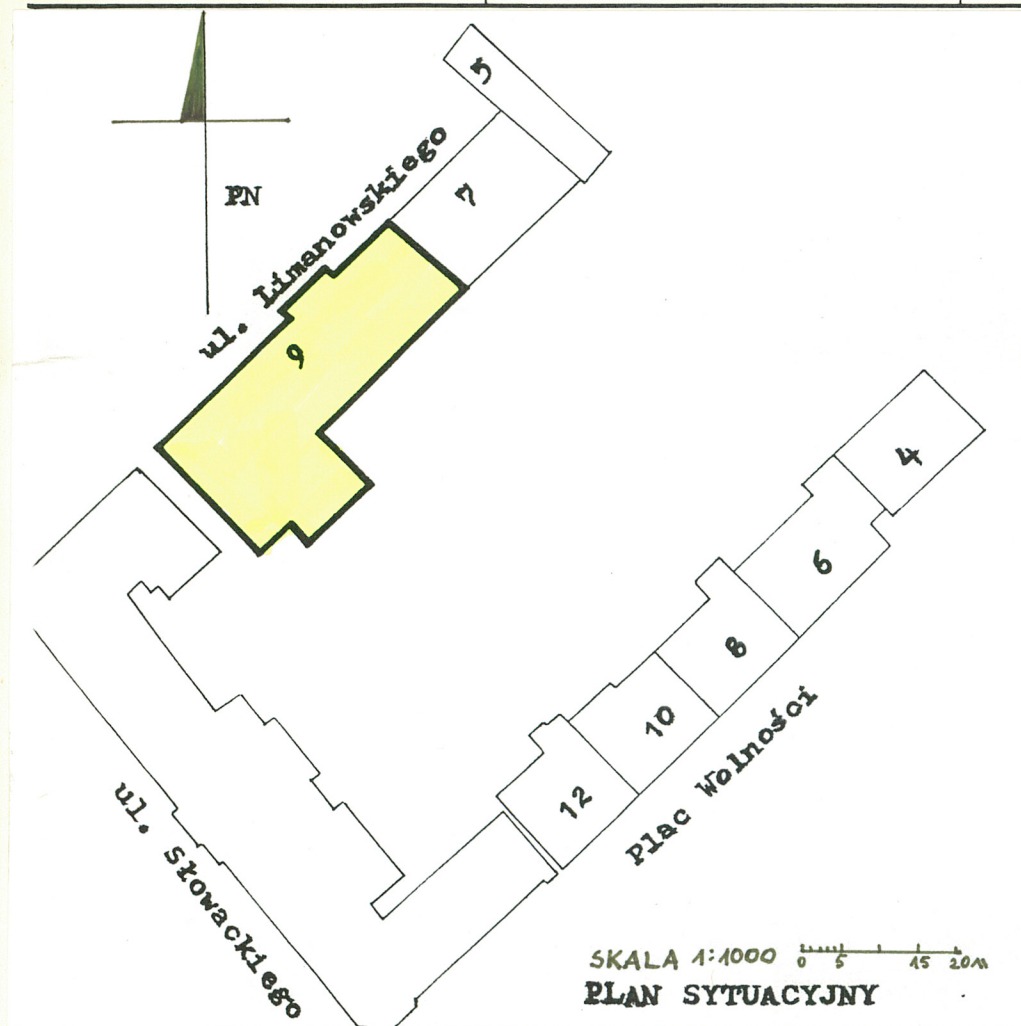 5
7
PN
ul. Limanowskiego
9
4
6
8
10
12
Plac Wolności
ul. Słowackiego
SKALA 1:1000 0 5 15 20m
PLAN SYTUACYJNY